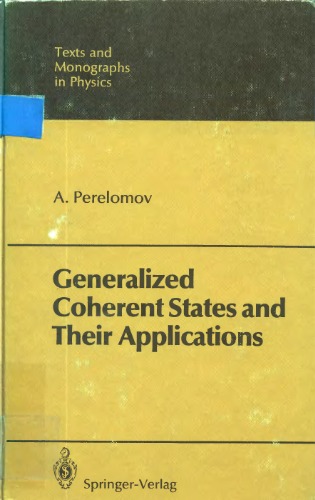 Texts and
Monographs
in Physics
A. Perelomov
Generalized
Coherent States and
Their Applications
Springer-Verlag